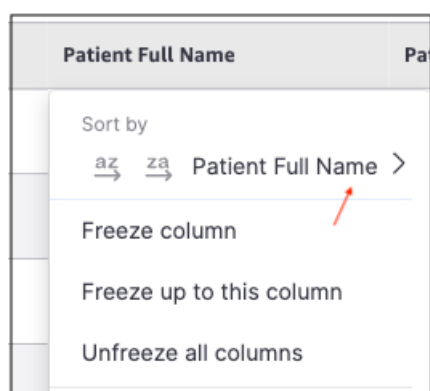 Patient Full Name
Sort by
az za Patient Full Name
Freeze column
Freeze up to this column
Unfreeze all columns